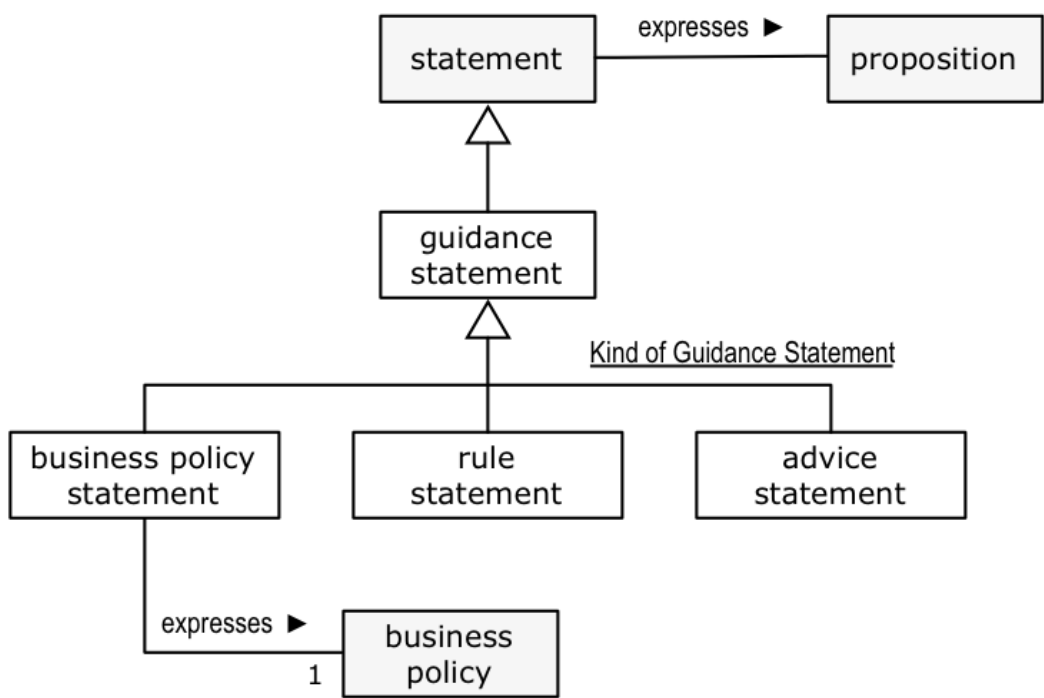 expresses ►
statement
proposition
guidance
statement
Kind of Guidance Statement
business policy
statement
rule
statement
advice
statement
expresses ►
1
business
policy